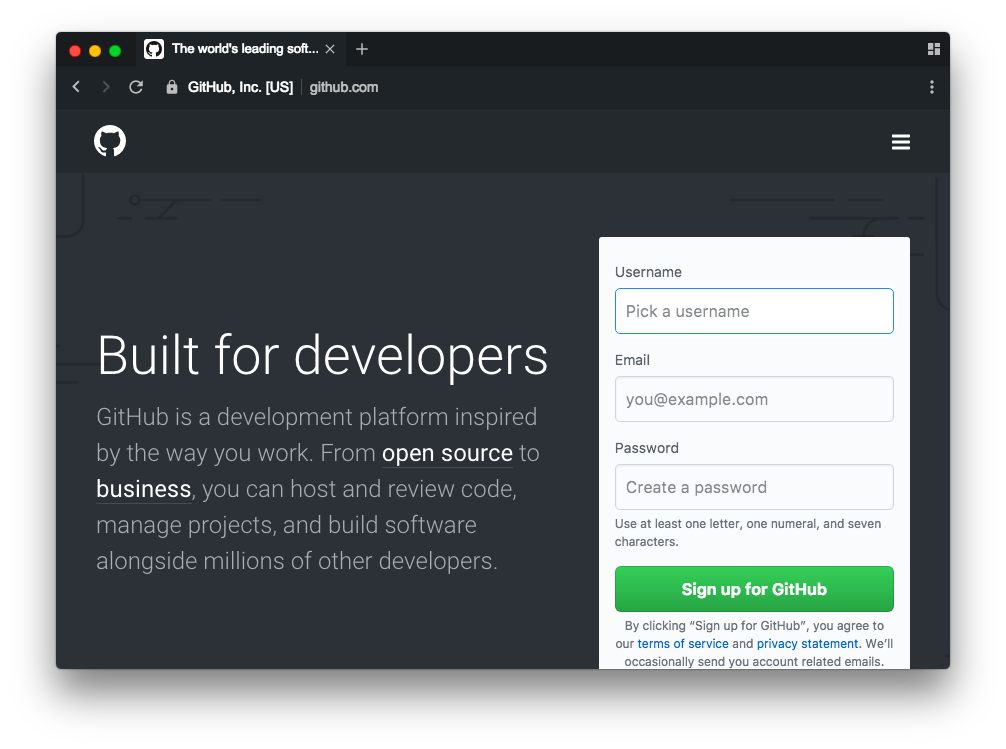 The world's leading soft...
GitHub, Inc. [US] github.com
Built for developers
GitHub is a development platform inspired
by the way you work. From open source to
business, you can host and review code,
manage projects, and build software
alongside millions of other developers.
Username
Pick a username
Email
you@example.com
Password
Create a password
Use at least one letter, one numeral, and seven
characters.
Sign up for GitHub
By clicking “Sign up for GitHub”, you agree to
our terms of service and privacy statement. We’ll
occasionally send you account related emails.